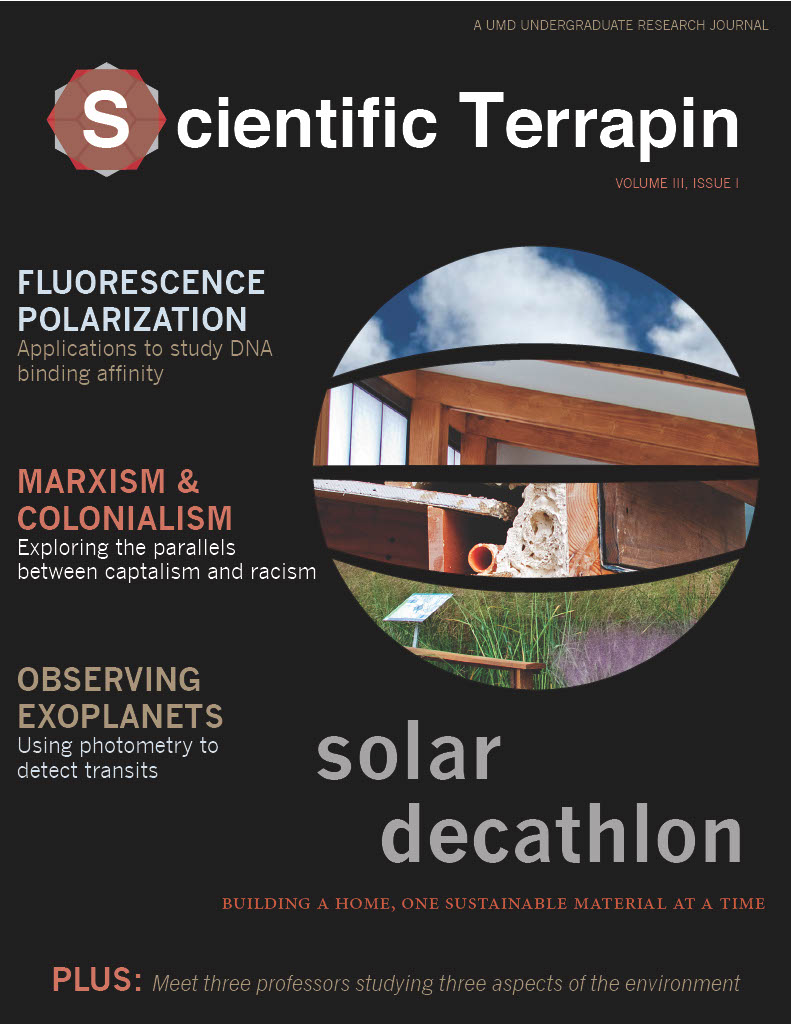 A UMD UNDERGRADUATE RESEARCH JOURNAL
Scientific Terrapin
VOLUME III, ISSUE I
FLUORESCENCE
POLARIZATION
Applications to study DNA
binding affinity
MARXISM &
COLONIALISM
Exploring the parallels
between captalism and racism
OBSERVING
EXOPLANETS
Using photometry to
detect transits
solar
decathlon
BUILDING A HOME, ONE SUSTAINABLE MATERIAL AT A TIME
PLUS: Meet three professors studying three aspects of the environment